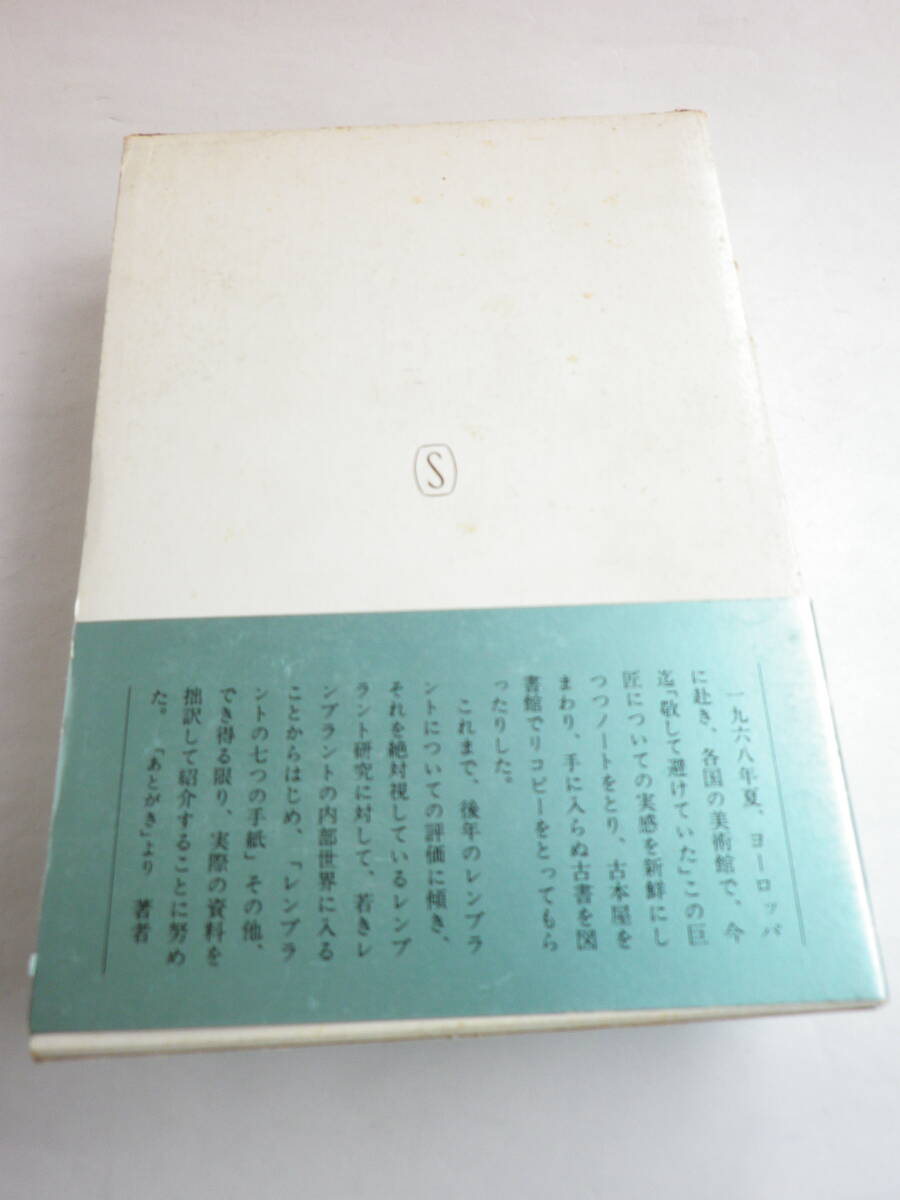 S
一九六八年夏、ヨーロッパ
に赴き、各国の美術館で、今
迄「敬して避けていた」この巨
匠についての実感を新鮮にし
つつノートをとり、古本屋を
まわり、手に入らぬ古書を図
書館でリコピーをとってもら
ったりした。
これまで、後年のレンブラ
ントについての評価に傾き、
それを絶対視しているレンブ
ラント研究に対して、若きレ
ンブラントの内部世界に入る
ことからはじめ、「レンブラ
ントの七つの手紙」その他、
でき得る限り、実際の資料を
拙訳して紹介することに努め
た。「あとがき」より 著者